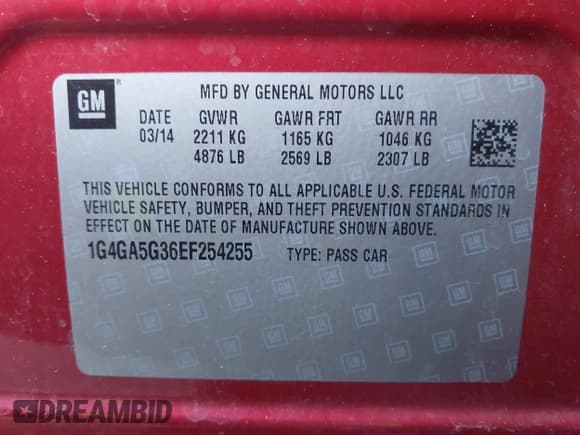 GM ®
MFD BY GENERAL MOTORS LLC
DATE GVWR GAWR FRT GAWR RR
03/14 2211 KG 1165 KG 1046 KG
4876 LB 2569 LB 2307 LB
THIS VEHICLE CONFORMS TO ALL APPLICABLE U.S. FEDERAL MOTOR
VEHICLE SAFETY, BUMPER, AND THEFT PREVENTION STANDARDS IN
EFFECT ON THE DATE OF MANUFACTURE SHOWN ABOVE.
1G4GA5G36EF254255 TYPE: PASS CAR
DREAMBID